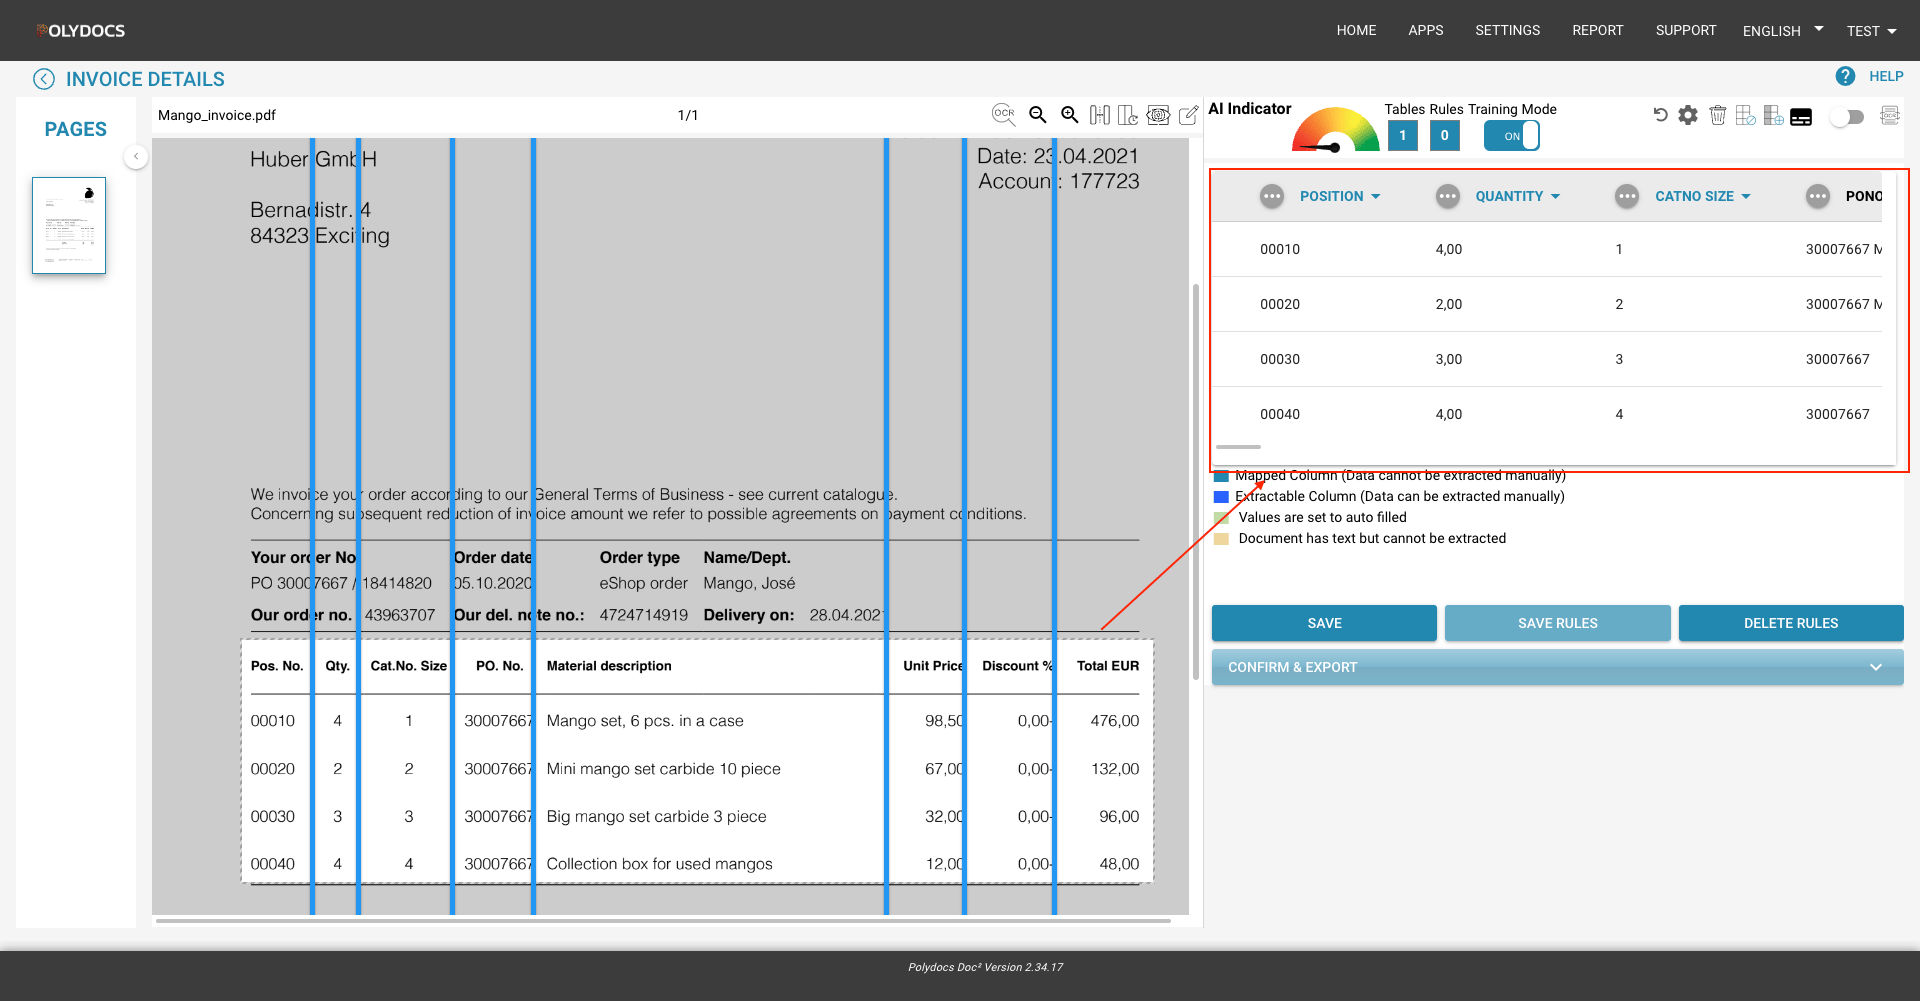 POLYDOCS
HOME APPS SETTINGS REPORT SUPPORT ENGLISH TEST
INVOICE DETAILS
HELP
PAGES
Mango_invoice.pdf 1/1
OCR
Huber GmbH
Date: 23.04.2021
Account: 177723
Bernadistr. 4
84323 Exciting
We invoice your order according to our General Terms of Business - see current catalogue.
Concerning subsequent reduction of invoice amount we refer to possible agreements on payment conditions.
Your order No Order date Order type Name/Dept.
PO 30007667 / 18414820 05.10.2020 eShop order Mango, José
Our order no. 43963707 Our del. note no.: 4724714919 Delivery on: 28.04.2021
Pos. No. Qty. Cat.No. Size PO. No. Material description Unit Price Discount % Total EUR
00010 4 1 30007667 Mango set, 6 pcs. in a case 98,50 0,00- 476,00
00020 2 2 30007667 Mini mango set carbide 10 piece 67,00 0,00- 132,00
00030 3 3 30007667 Big mango set carbide 3 piece 32,00 0,00- 96,00
00040 4 4 30007667 Collection box for used mangos 12,00 0,00- 48,00
AI Indicator
Tables Rules Training Mode
1 0 ON
POSITION QUANTITY CATNO SIZE PONO
00010 4,00 1 30007667 M
00020 2,00 2 30007667 M
00030 3,00 3 30007667
00040 4,00 4 30007667
Mapped Column (Data cannot be extracted manually)
Extractable Column (Data can be extracted manually)
Values are set to auto filled
Document has text but cannot be extracted
SAVE SAVE RULES DELETE RULES
CONFIRM & EXPORT
Polydocs Doc² Version 2.34.17